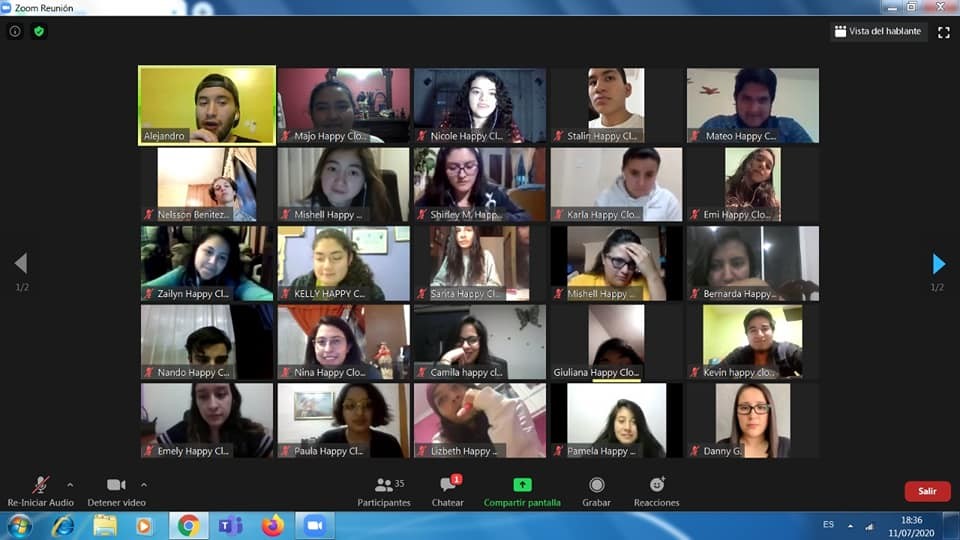 Zoom Reunión
Vista del hablante
Alejandro
Majo Happy Clo...
Nicole Happy Cl...
Stalin Happy Cl...
Mateo Happy C...
Nelsson Benitez...
Mishell Happy ...
Shirley M. Happ...
Karla Happy Clo...
Emi Happy Clo...
Zailyn Happy Cl...
KELLY HAPPY C...
Sarita Happy Cl...
Mishell Happy ...
Bernarda Happy...
1/2
1/2
Nando Happy C...
Nina Happy Clo...
Camila happy cl...
Giuliana Happy Clo...
Kevin happy clo...
Emely Happy Cl...
Paula Happy Cl...
Lizbeth Happy ...
Pamela Happy ...
Danny G.
35
1
Re-Iniciar Audio
Detener video
Participantes
Chatear
Compartir pantalla
Grabar
Reacciones
Salir
ES
18:36
11/07/2020